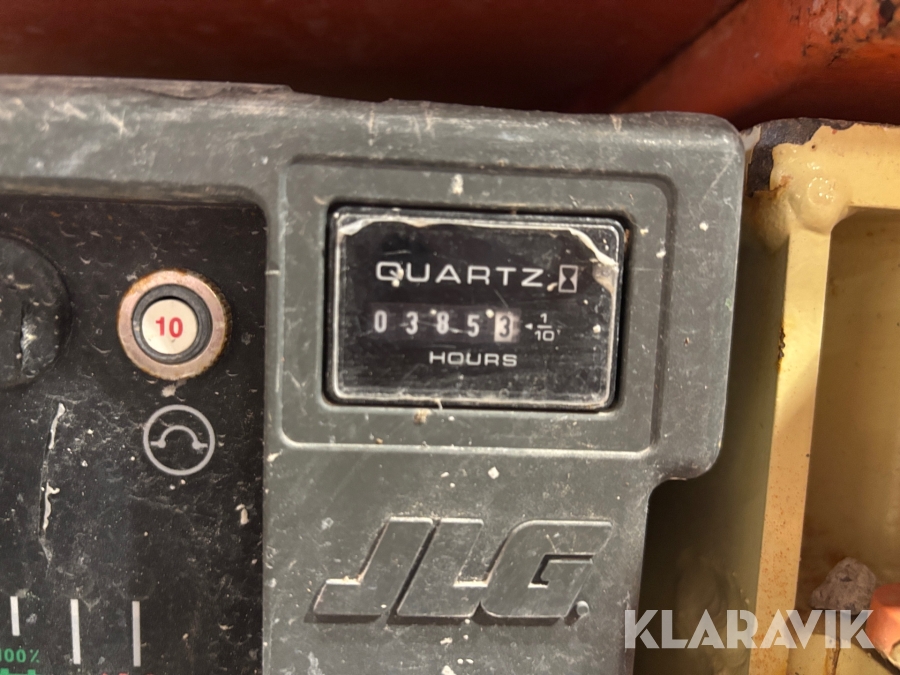 QUARTZ
0 3 8 5 3 1/10
HOURS
10
JLG
100%
KLARAVIK